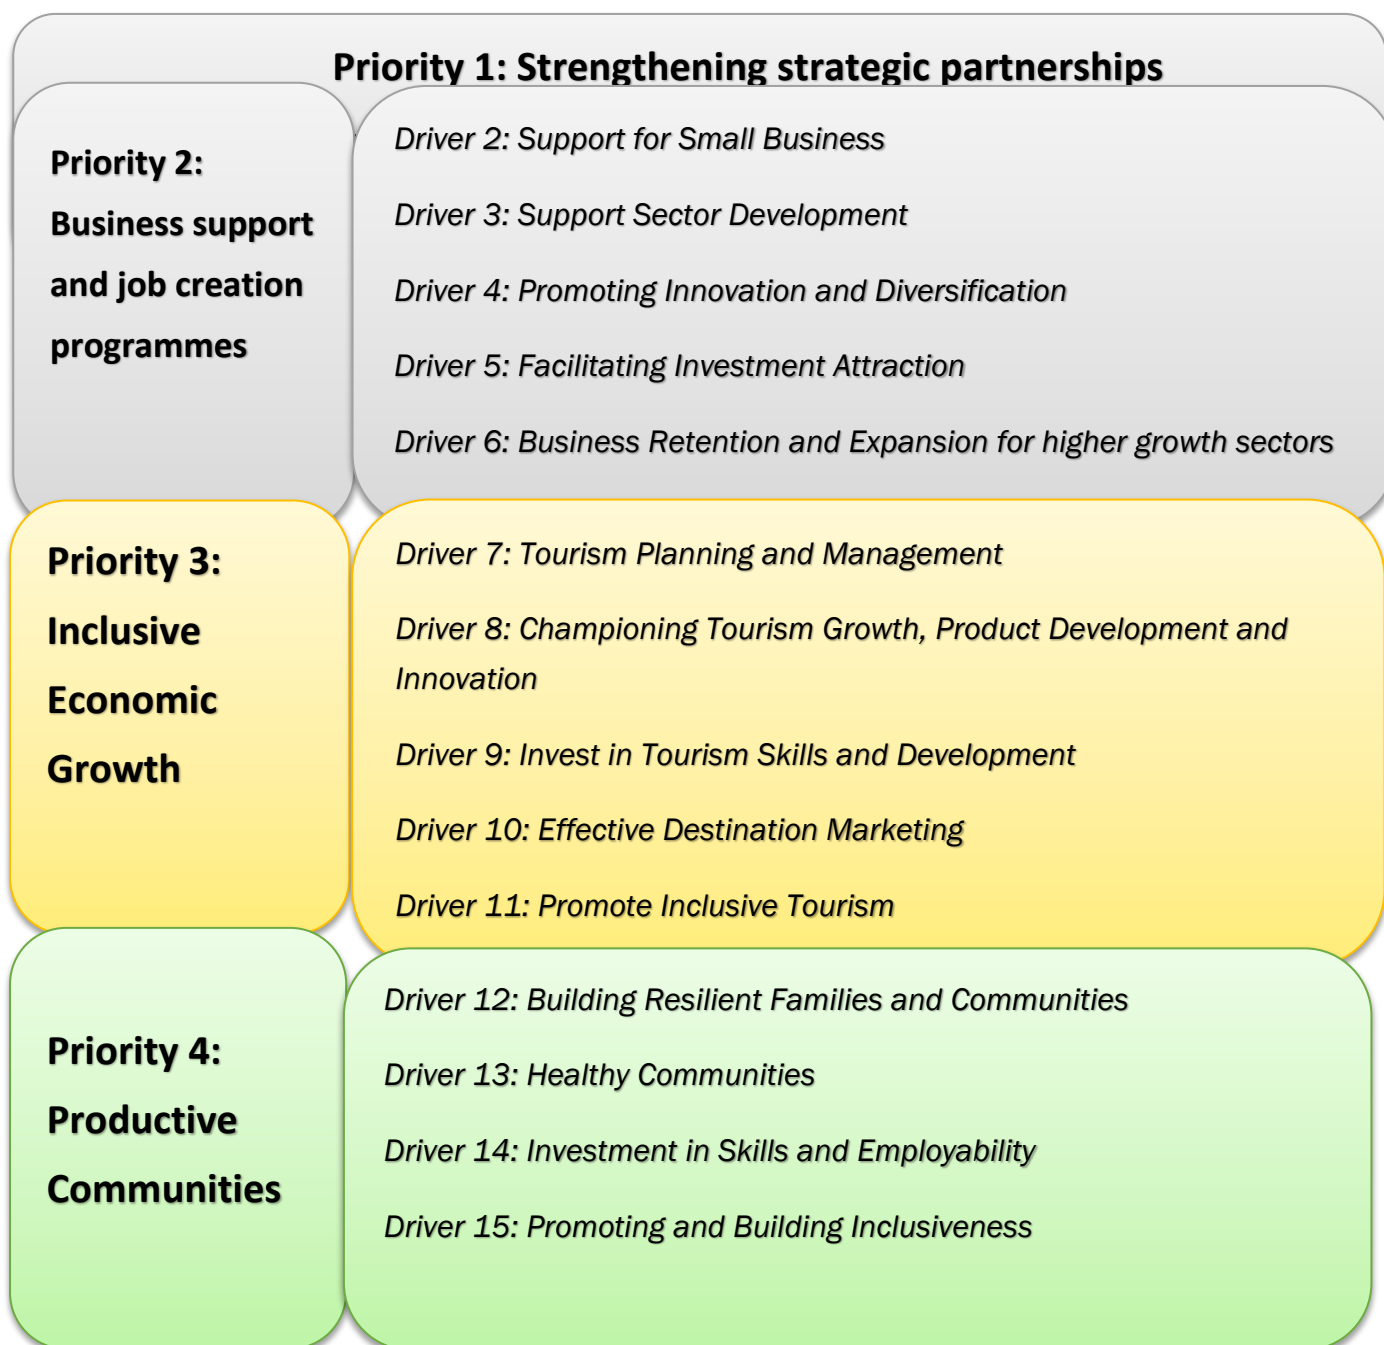 Priority 1: Strengthening strategic partnerships
Priority 2:
Business support
and job creation
programmes
Driver 2: Support for Small Business
Driver 3: Support Sector Development
Driver 4: Promoting Innovation and Diversification
Driver 5: Facilitating Investment Attraction
Driver 6: Business Retention and Expansion for higher growth sectors
Priority 3:
Inclusive
Economic
Growth
Driver 7: Tourism Planning and Management
Driver 8: Championing Tourism Growth, Product Development and
Innovation
Driver 9: Invest in Tourism Skills and Development
Driver 10: Effective Destination Marketing
Driver 11: Promote Inclusive Tourism
Priority 4:
Productive
Communities
Driver 12: Building Resilient Families and Communities
Driver 13: Healthy Communities
Driver 14: Investment in Skills and Employability
Driver 15: Promoting and Building Inclusiveness